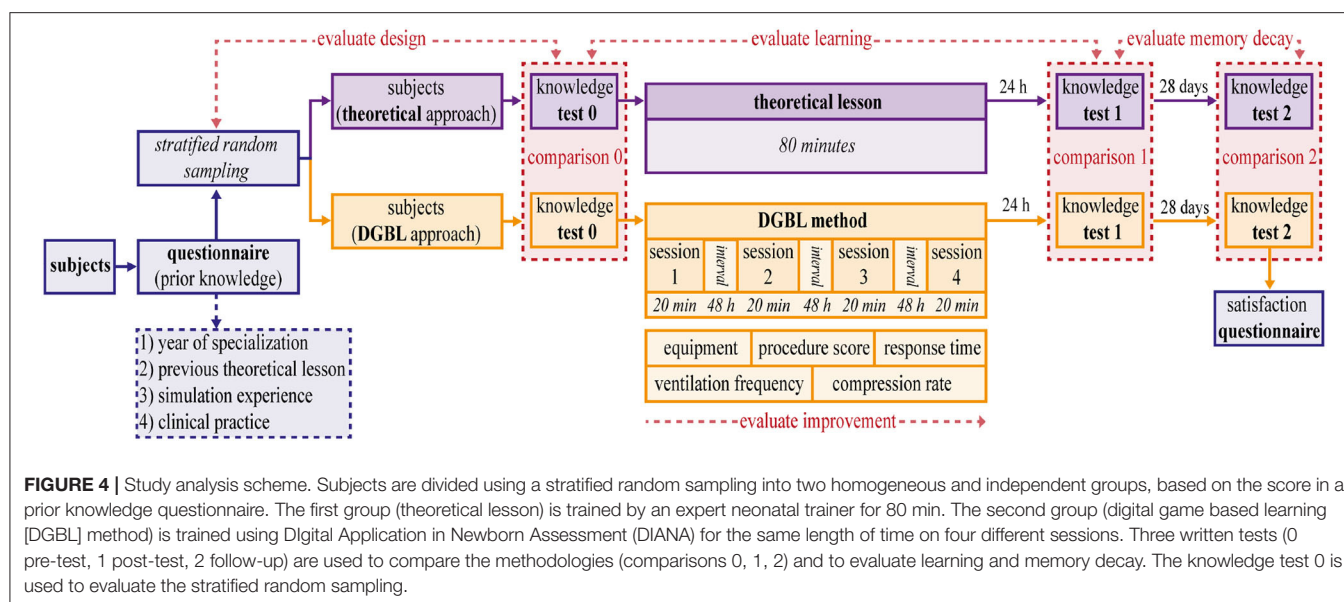 evaluate design
evaluate learning
evaluate memory decay
subjects
(theoretical approach)
knowledge
test 0
theoretical lesson
80 minutes
24 h
knowledge
test 1
28 days
knowledge
test 2
stratified random
sampling
comparison 0
comparison 1
comparison 2
subjects
(DGBL approach)
knowledge
test 0
DGBL method
24 h
knowledge
test 1
28 days
knowledge
test 2
subjects
questionnaire
(prior knowledge)
session
1
interval
session
2
interval
session
3
interval
session
4
20 min 48 h 20 min 48 h 20 min 48 h 20 min
satisfaction
questionnaire
1) year of specialization
2) previous theoretical lesson
3) simulation experience
4) clinical practice
equipment procedure score response time
ventilation frequency compression rate
evaluate improvement
FIGURE 4 | Study analysis scheme. Subjects are divided using a stratified random sampling into two homogeneous and independent groups, based on the score in a
prior knowledge questionnaire. The first group (theoretical lesson) is trained by an expert neonatal trainer for 80 min. The second group (digital game based learning
[DGBL] method) is trained using DIgital Application in Newborn Assessment (DIANA) for the same length of time on four different sessions. Three written tests (0
pre-test, 1 post-test, 2 follow-up) are used to compare the methodologies (comparisons 0, 1, 2) and to evaluate learning and memory decay. The knowledge test 0 is
used to evaluate the stratified random sampling.